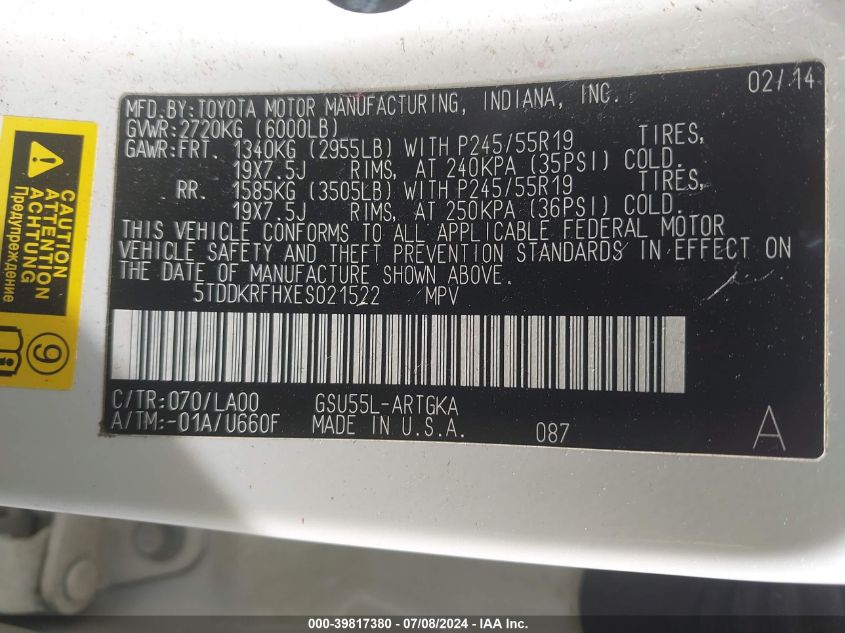 02/14
MFD. BY: TOYOTA MOTOR MANUFACTURING, INDIANA, INC.
GVWR: 2720KG (6000LB)
GAWR: FRT. 1340KG (2955LB) WITH P245/55R19 TIRES,
19X7.5J RIMS, AT 240KPA (35PSI) COLD.
RR. 1585KG (3505LB) WITH P245/55R19 TIRES,
19X7.5J RIMS, AT 250KPA (36PSI) COLD.
THIS VEHICLE CONFORMS TO ALL APPLICABLE FEDERAL MOTOR
VEHICLE SAFETY AND THEFT PREVENTION STANDARDS IN EFFECT ON
THE DATE OF MANUFACTURE SHOWN ABOVE.
5TDDKRFHXES021522 MPV
C/TR: 070/LA00 GSU55L-ARTGKA
A/TM: -01A/U660F MADE IN U.S.A. 087 A
CAUTION
ATTENTION
ACHTUNG
Предупреждение
9
000-39817380 - 07/08/2024 - IAAI.COM